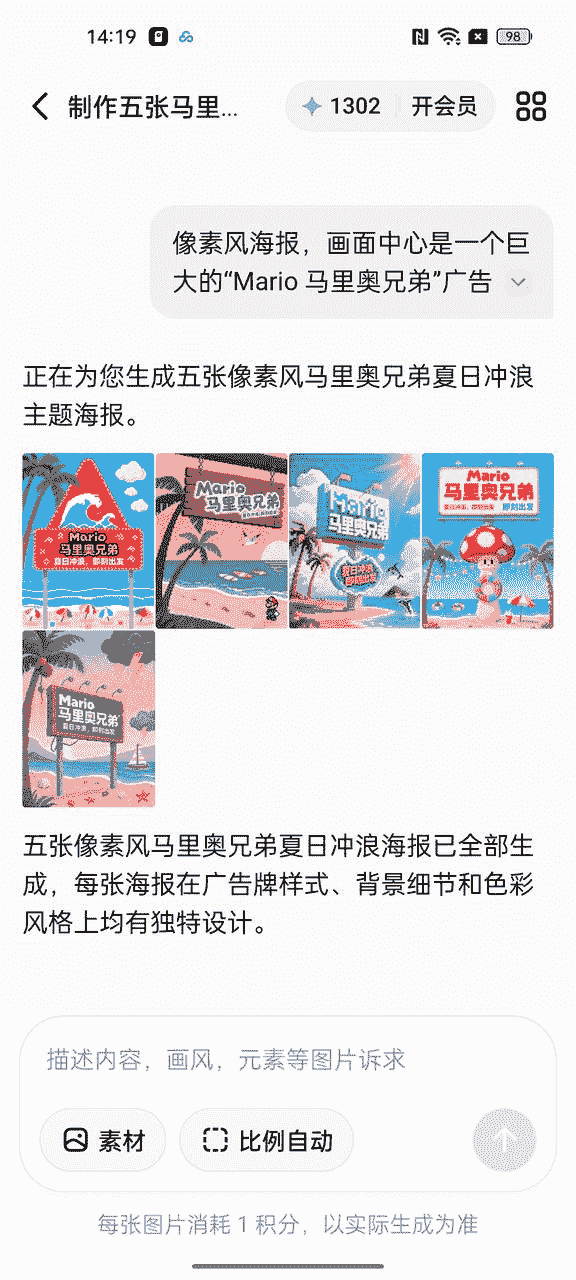 14:19
98
制作五张马里...
1302
开会员
像素风海报，画面中心是一个巨
大的“Mario 马里奥兄弟”广告
正在为您生成五张像素风马里奥兄弟夏日冲浪
主题海报。
Mario
马里奥兄弟
夏日冲浪，即刻出发
Mario
马里奥兄弟
Mario
马里奥兄弟
夏日冲浪
即刻出发
Mario
马里奥兄弟
夏日冲浪，即刻出发 即刻出发
Mario
马里奥兄弟
夏日冲浪，即刻出发
五张像素风马里奥兄弟夏日冲浪海报已全部生
成，每张海报在广告牌样式、背景细节和色彩
风格上均有独特设计。
描述内容，画风，元素等图片诉求
素材
比例自动
每张图片消耗 1 积分，以实际生成为准